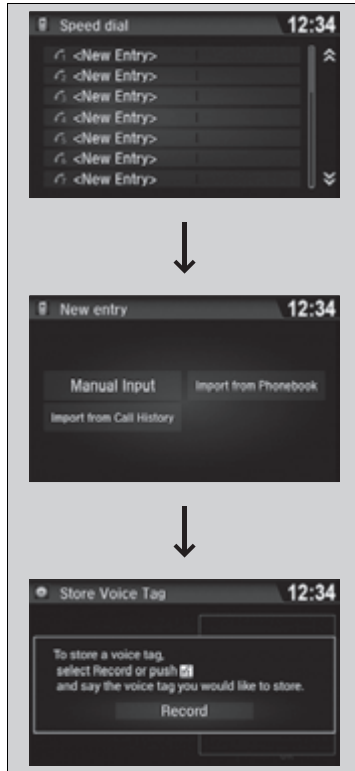 Speed dial 12:34
<New Entry>
<New Entry>
<New Entry>
<New Entry>
<New Entry>
<New Entry>
<New Entry>
New entry 12:34
Manual Input Import from Phonebook
Import from Call History
Store Voice Tag 12:34
To store a voice tag,
select Record or push
and say the voice tag you would like to store.
Record